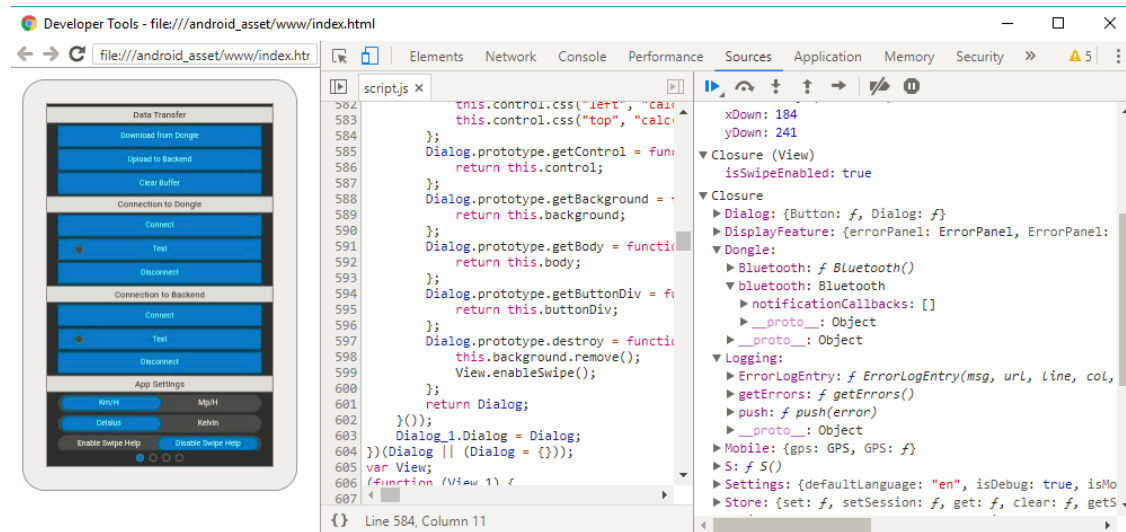 Developer Tools - file:///android_asset/www/index.html
file:///android_asset/www/index.htr
Elements Network Console Performance Sources Application Memory Security » 5
Data Transfer
Download from Dongle
Upload to Backend
Clear Buffer
Connection to Dongle
Connect
Test
Disconnect
Connection to Backend
Connect
Test
Disconnect
App Settings
Km/H Mp/H
Celsius Kelvin
Enable Swipe Help Disable Swipe Help
script.js ×
582 this.control.css("left", "calc
583 this.control.css("top", "calc(
584 };
585 Dialog.prototype.getControl = func
586 return this.control;
587 };
588 Dialog.prototype.getBackground = f
589 return this.background;
590 };
591 Dialog.prototype.getBody = functic
592 return this.body;
593 };
594 Dialog.prototype.getButtonDiv = fu
595 return this.buttonDiv;
596 };
597 Dialog.prototype.destroy = functic
598 this.background.remove();
599 View.enableSwipe();
600 };
601 return Dialog;
602 }());
603 Dialog_1.Dialog = Dialog;
604 })(Dialog || (Dialog = {}));
605 var View;
606 (function (View_1) {
607
{} Line 584, Column 11
xDown: 184
yDown: 241
▼Closure (View)
isSwipeEnabled: true
▼Closure
▶Dialog: {Button: ƒ, Dialog: ƒ}
▶DisplayFeature: {errorPanel: ErrorPanel, ErrorPanel:
▼Dongle:
▶Bluetooth: ƒ Bluetooth()
▼bluetooth: Bluetooth
▶notificationCallbacks: []
▶__proto__: Object
▶__proto__: Object
▼Logging:
▶ErrorLogEntry: ƒ ErrorLogEntry(msg, url, line, col,
▶getErrors: ƒ getErrors()
▶push: ƒ push(error)
▶__proto__: Object
▶Mobile: {gps: GPS, GPS: ƒ}
▶S: ƒ S()
▶Settings: {defaultLanguage: "en", isDebug: true, isMo
▶Store: {set: ƒ, setSession: ƒ, get: ƒ, clear: ƒ, getS